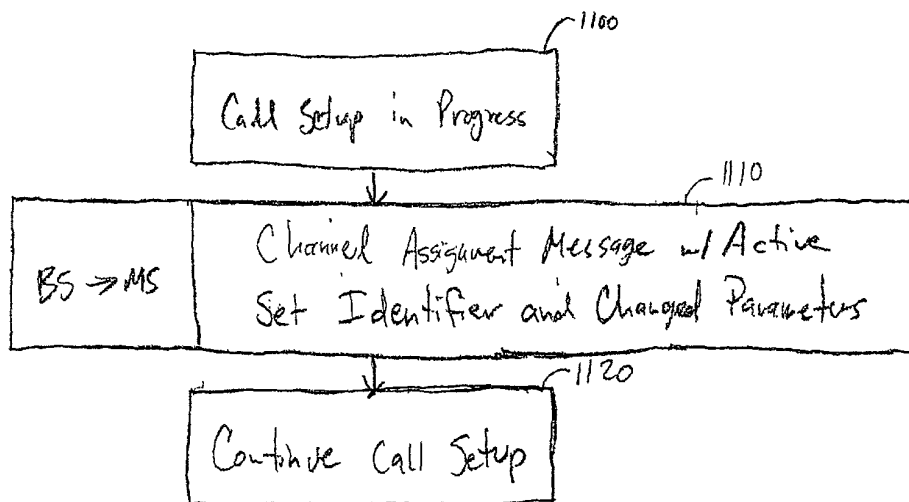 1100
Call Setup in Progress
1110
BS → MS
Channel Assignment Message w/ Active
Set Identifier and Changed Parameters
1120
Continue Call Setup